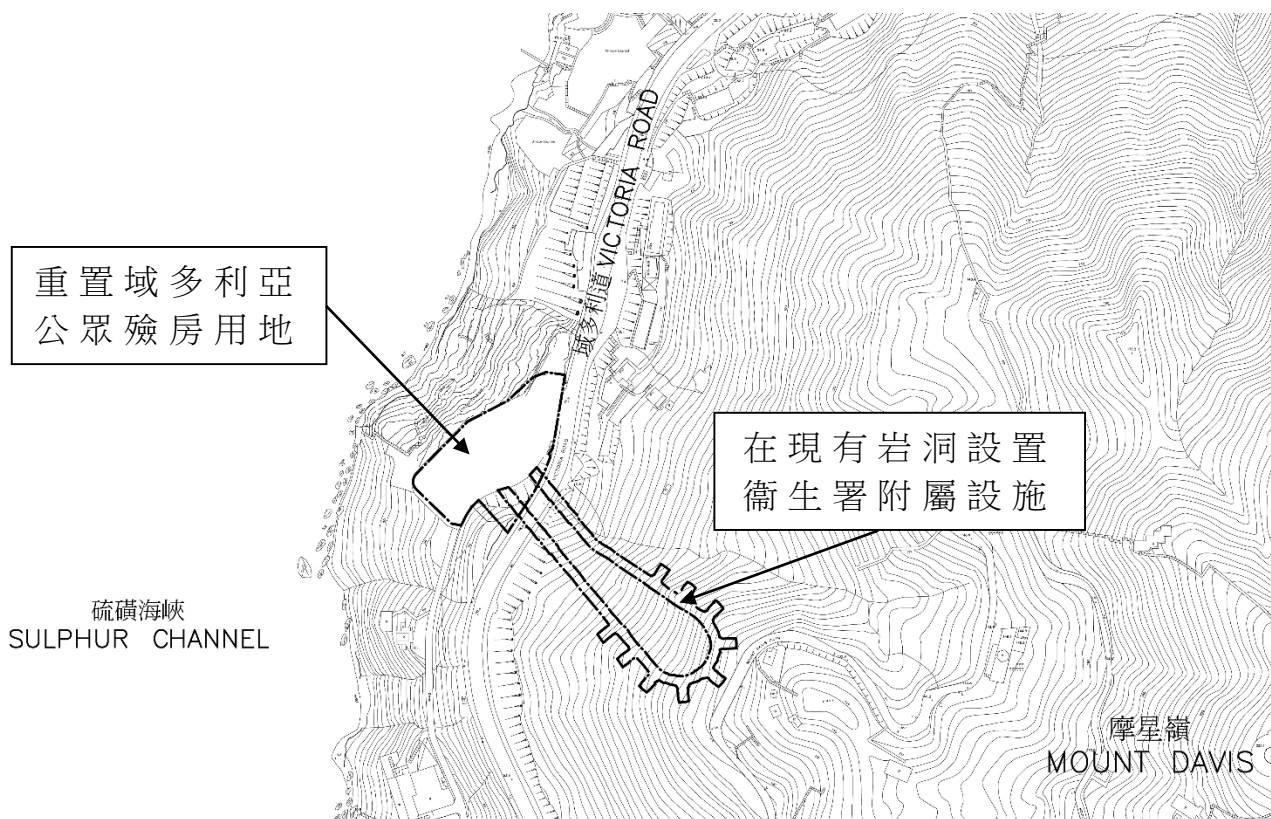 域多利道 VICTORIA ROAD
重置域多利亞
公眾殮房用地
在現有岩洞設置
衞生署附屬設施
硫磺海峽
SULPHUR CHANNEL
摩星嶺
MOUNT DAVIS